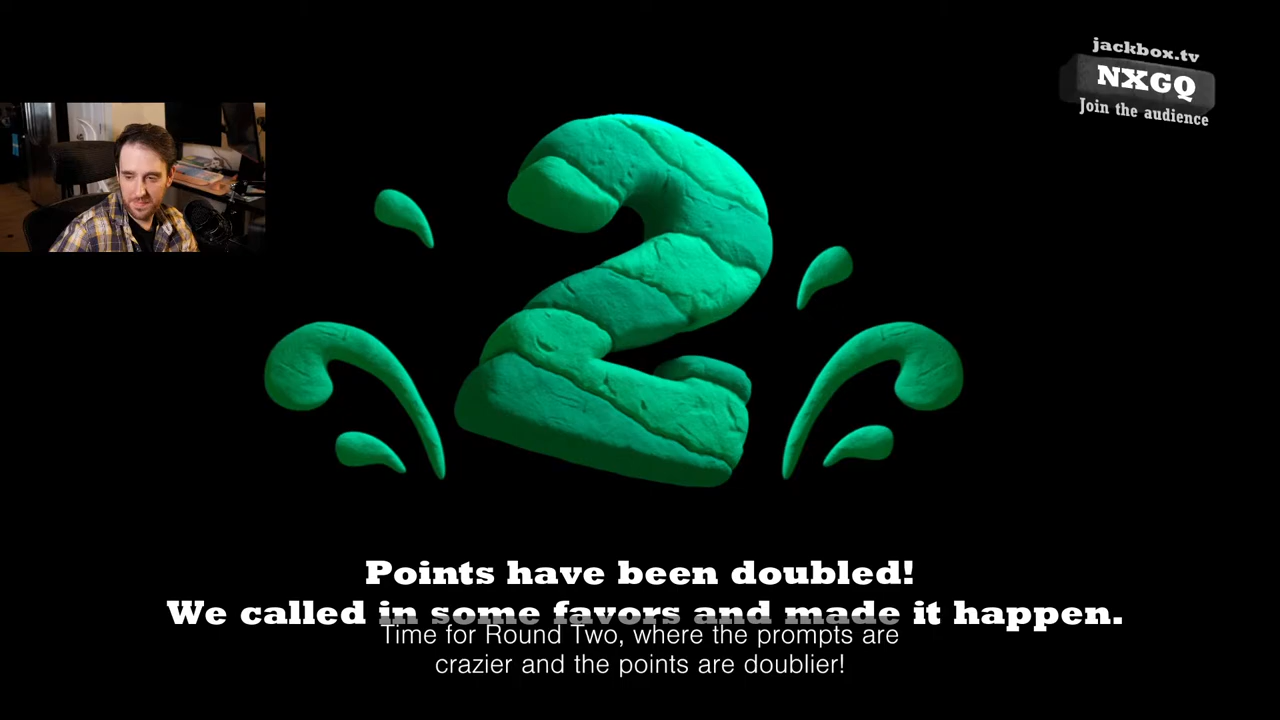 jackbox.tv
NXGQ
Join the audience
2
Points have been doubled!
We called in some favors and made it happen.
Time for Round Two, where the prompts are
crazier and the points are doublier!